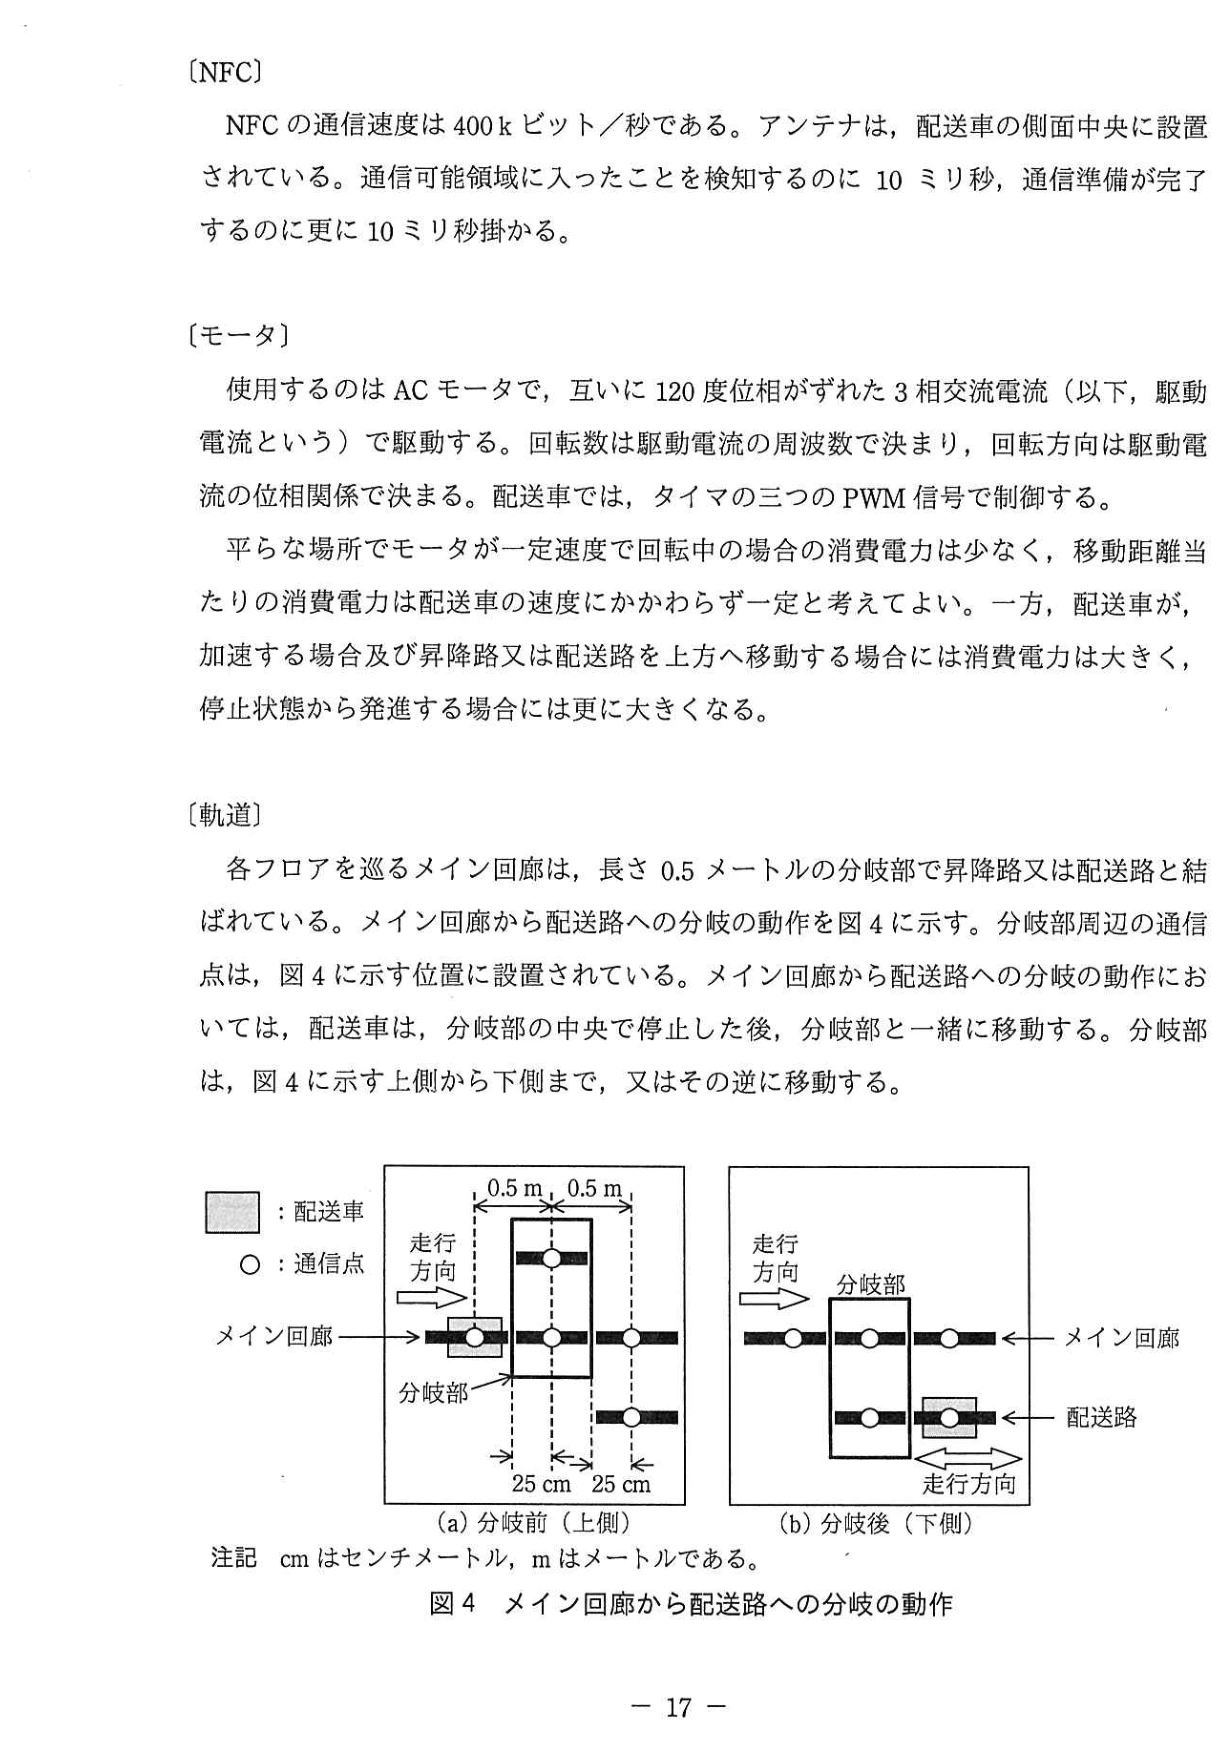 〔NFC〕
NFC の通信速度は 400 k ビット／秒である。アンテナは，配送車の側面中央に設置
されている。通信可能領域に入ったことを検知するのに 10 ミリ秒，通信準備が完了
するのに更に 10 ミリ秒掛かる。
〔モータ〕
使用するのは AC モータで，互いに 120 度位相がずれた 3 相交流電流（以下，駆動
電流という）で駆動する。回転数は駆動電流の周波数で決まり，回転方向は駆動電
流の位相関係で決まる。配送車では，タイマの三つの PWM 信号で制御する。
平らな場所でモータが一定速度で回転中の場合の消費電力は少なく，移動距離当
たりの消費電力は配送車の速度にかかわらず一定と考えてよい。一方，配送車が，
加速する場合及び昇降路又は配送路を上方へ移動する場合には消費電力は大きく，
停止状態から発進する場合には更に大きくなる。
〔軌道〕
各フロアを巡るメイン回廊は，長さ 0.5 メートルの分岐部で昇降路又は配送路と結
ばれている。メイン回廊から配送路への分岐の動作を図 4 に示す。分岐部周辺の通信
点は，図 4 に示す位置に設置されている。メイン回廊から配送路への分岐の動作にお
いては，配送車は，分岐部の中央で停止した後，分岐部と一緒に移動する。分岐部
は，図 4 に示す上側から下側まで，又はその逆に移動する。
：配送車
：通信点
メイン回廊
0.5 m 0.5 m
走行
方向
分岐部
25 cm 25 cm
(a) 分岐前（上側）
走行
方向
分岐部
メイン回廊
配送路
走行方向
(b) 分岐後（下側）
注記 cm はセンチメートル，m はメートルである。
図 4 メイン回廊から配送路への分岐の動作
－ 17 －